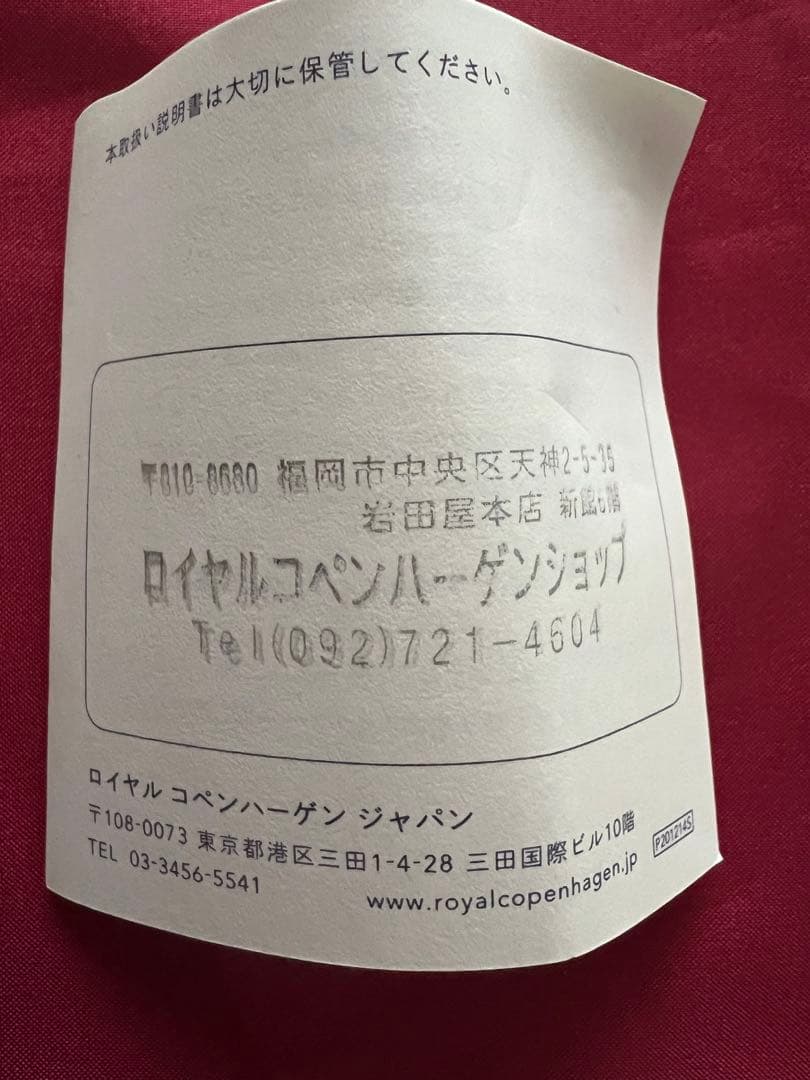 本取扱い説明書は大切に保管してください。
〒810-8680 福岡市中央区天神2-5-35
岩田屋本店 新館6階
ロイヤルコペンハーゲンショップ
Tel(092)721-4604
ロイヤル コペンハーゲン ジャパン
〒108-0073 東京都港区三田1-4-28 三田国際ビル10階
TEL 03-3456-5541
www.royalcopenhagen.jp
P201214S